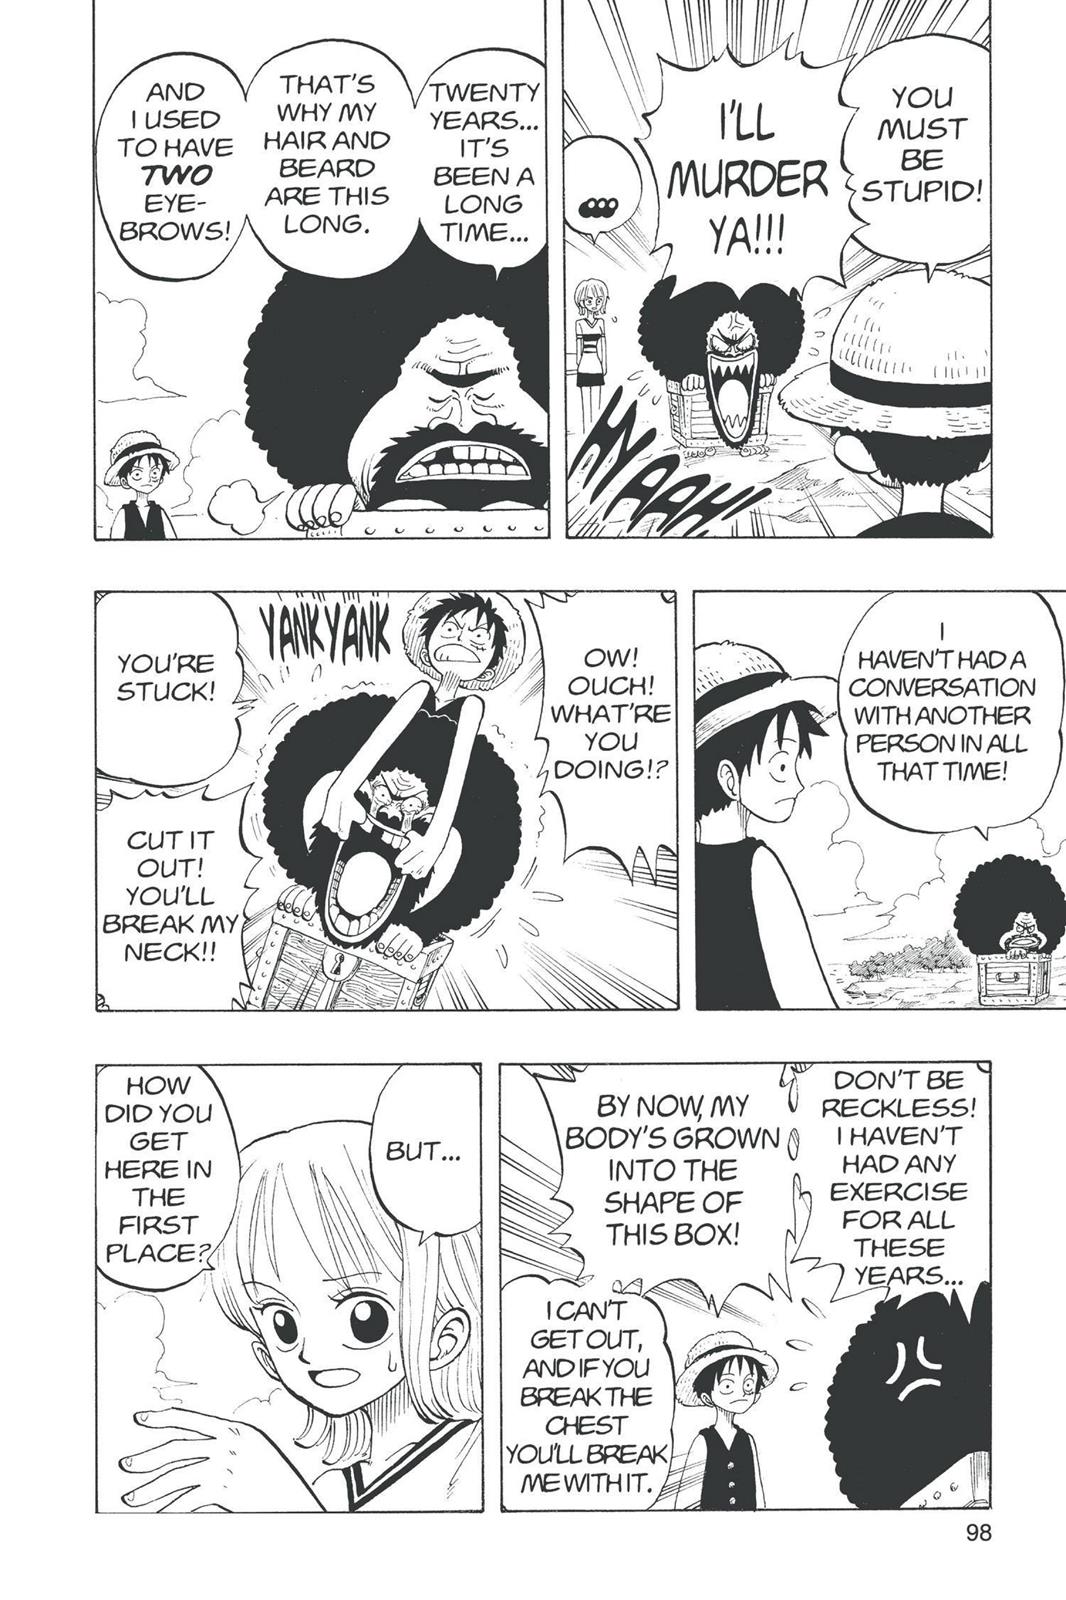 YOU
MUST
BE
STUPID!
I'LL
MURDER
YA!!!
HYAAH!
TWENTY
YEARS...
IT'S
BEEN A
LONG
TIME...
THAT'S
WHY MY
HAIR AND
BEARD
ARE THIS
LONG.
AND
I USED
TO HAVE
TWO
EYE-
BROWS!
I
HAVEN'T HAD A
CONVERSATION
WITH ANOTHER
PERSON IN ALL
THAT TIME!
OW!
OUCH!
WHAT'RE
YOU
DOING!?
YANK YANK
YOU'RE
STUCK!
CUT IT
OUT!
YOU'LL
BREAK MY
NECK!!
DON'T BE
RECKLESS!
I HAVEN'T
HAD ANY
EXERCISE
FOR ALL
THESE
YEARS...
BY NOW, MY
BODY'S GROWN
INTO THE
SHAPE OF
THIS BOX!
I CAN'T
GET OUT,
AND IF YOU
BREAK THE
CHEST
YOU'LL BREAK
ME WITH IT.
BUT...
HOW
DID YOU
GET
HERE IN
THE
FIRST
PLACE?
98